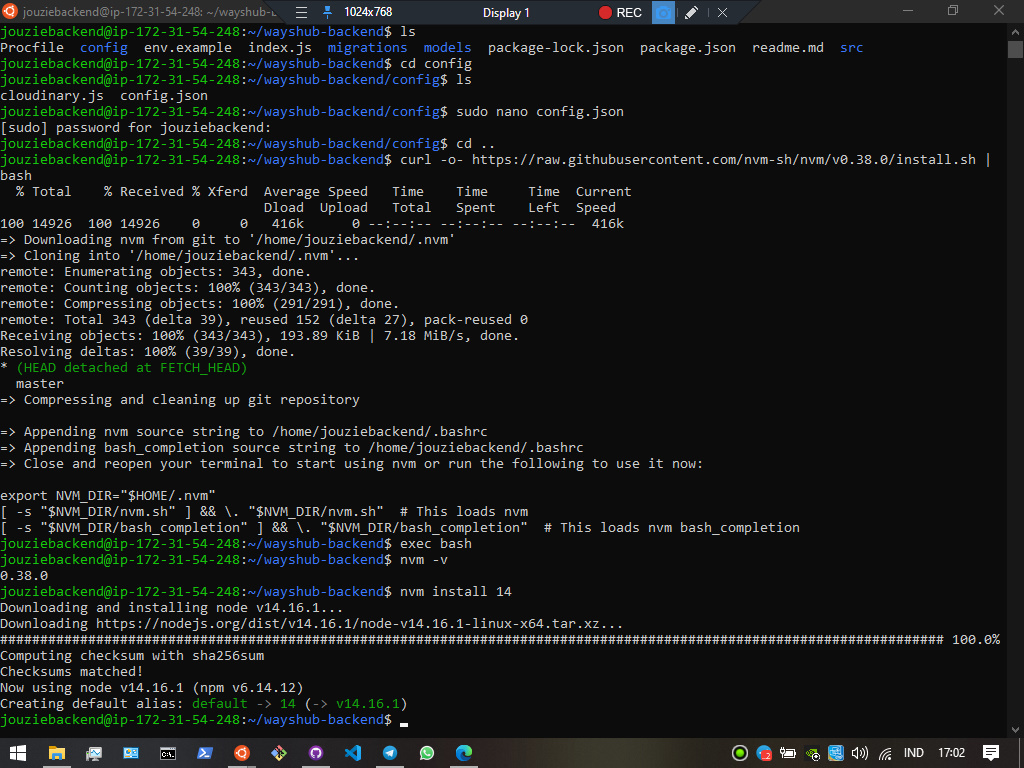 jouziebackend@ip-172-31-54-248: ~/wayshub-b
1024x768
Display 1
REC
jouziebackend@ip-172-31-54-248:~/wayshub-backend$ ls
Procfile  config  env.example  index.js  migrations  models  package-lock.json  package.json  readme.md  src
jouziebackend@ip-172-31-54-248:~/wayshub-backend$ cd config
jouziebackend@ip-172-31-54-248:~/wayshub-backend/config$ ls
cloudinary.js  config.json
jouziebackend@ip-172-31-54-248:~/wayshub-backend/config$ sudo nano config.json
[sudo] password for jouziebackend:
jouziebackend@ip-172-31-54-248:~/wayshub-backend/config$ cd ..
jouziebackend@ip-172-31-54-248:~/wayshub-backend$ curl -o- https://raw.githubusercontent.com/nvm-sh/nvm/v0.38.0/install.sh |
bash
  % Total    % Received % Xferd  Average Speed   Time    Time     Time  Current
                                 Dload  Upload   Total   Spent    Left  Speed
100 14926  100 14926    0     0   416k      0 --:--:-- --:--:-- --:--:--  416k
=> Downloading nvm from git to '/home/jouziebackend/.nvm'
=> Cloning into '/home/jouziebackend/.nvm'...
remote: Enumerating objects: 343, done.
remote: Counting objects: 100% (343/343), done.
remote: Compressing objects: 100% (291/291), done.
remote: Total 343 (delta 39), reused 152 (delta 27), pack-reused 0
Receiving objects: 100% (343/343), 193.89 KiB | 7.18 MiB/s, done.
Resolving deltas: 100% (39/39), done.
* (HEAD detached at FETCH_HEAD)
  master
=> Compressing and cleaning up git repository
=> Appending nvm source string to /home/jouziebackend/.bashrc
=> Appending bash_completion source string to /home/jouziebackend/.bashrc
=> Close and reopen your terminal to start using nvm or run the following to use it now:
export NVM_DIR="$HOME/.nvm"
[ -s "$NVM_DIR/nvm.sh" ] && \. "$NVM_DIR/nvm.sh"  # This loads nvm
[ -s "$NVM_DIR/bash_completion" ] && \. "$NVM_DIR/bash_completion"  # This loads nvm bash_completion
jouziebackend@ip-172-31-54-248:~/wayshub-backend$ exec bash
jouziebackend@ip-172-31-54-248:~/wayshub-backend$ nvm -v
0.38.0
jouziebackend@ip-172-31-54-248:~/wayshub-backend$ nvm install 14
Downloading and installing node v14.16.1...
Downloading https://nodejs.org/dist/v14.16.1/node-v14.16.1-linux-x64.tar.xz...
###################################################################################################################### 100.0%
Computing checksum with sha256sum
Checksums matched!
Now using node v14.16.1 (npm v6.14.12)
Creating default alias: default -> 14 (-> v14.16.1)
jouziebackend@ip-172-31-54-248:~/wayshub-backend$
IND
17:02